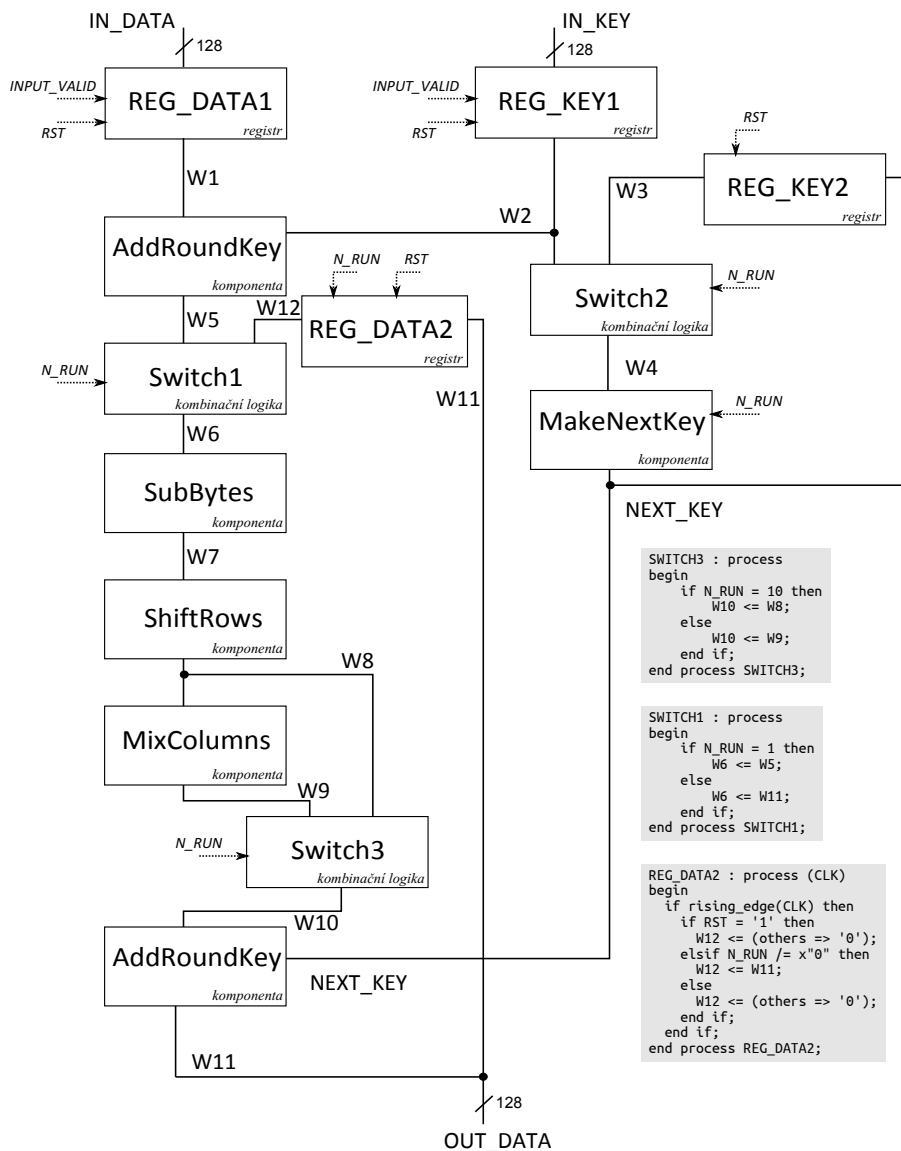 IN_DATA
IN_KEY
128
128
INPUT_VALID
REG_DATA1
RST
registr
INPUT_VALID
REG_KEY1
RST
registr
RST
REG_KEY2
registr
W1
W2
W3
AddRoundKey
komponenta
N_RUN
RST
W12
REG_DATA2
registr
N_RUN
Switch2
kombinační logika
W5
N_RUN
Switch1
kombinační logika
W11
W4
N_RUN
MakeNextKey
komponenta
W6
SubBytes
komponenta
NEXT_KEY
W7
ShiftRows
komponenta
W8
MixColumns
komponenta
W9
N_RUN
Switch3
kombinační logika
W10
AddRoundKey
komponenta
NEXT_KEY
W11
128
OUT_DATA
SWITCH3 : process
begin
if N_RUN = 10 then
W10 <= W8;
else
W10 <= W9;
end if;
end process SWITCH3;
SWITCH1 : process
begin
if N_RUN = 1 then
W6 <= W5;
else
W6 <= W11;
end if;
end process SWITCH1;
REG_DATA2 : process (CLK)
begin
if rising_edge(CLK) then
if RST = '1' then
W12 <= (others => '0');
elsif N_RUN /= x"0" then
W12 <= W11;
else
W12 <= (others => '0');
end if;
end if;
end process REG_DATA2;